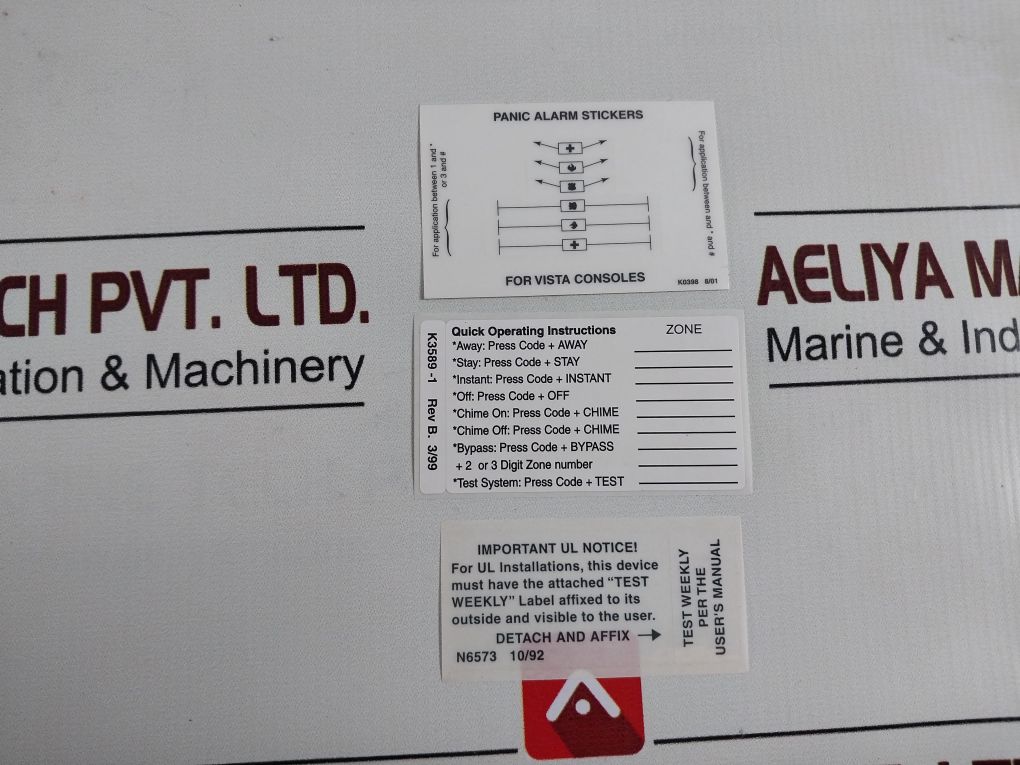 PANIC ALARM STICKERS
For application between 1 and *
or 3 and #
For application between and * and #
FOR VISTA CONSOLES
K0398 8/01
CH PVT. LTD.
ation & Machinery
AELIYA MA
Marine & Ind
K3589 -1 Rev B. 3/99
Quick Operating Instructions
ZONE
*Away: Press Code + AWAY
*Stay: Press Code + STAY
*Instant: Press Code + INSTANT
*Off: Press Code + OFF
*Chime On: Press Code + CHIME
*Chime Off: Press Code + CHIME
*Bypass: Press Code + BYPASS
+ 2 or 3 Digit Zone number
*Test System: Press Code + TEST
IMPORTANT UL NOTICE!
For UL Installations, this device
must have the attached “TEST
WEEKLY” Label affixed to its
outside and visible to the user.
DETACH AND AFFIX
N6573 10/92
TEST WEEKLY
PER THE
USER'S MANUAL